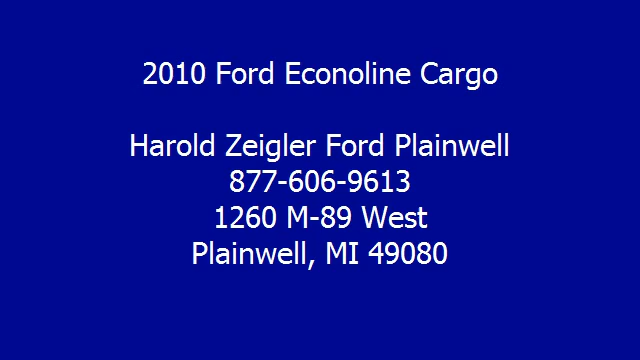 2010 Ford Econoline Cargo
Harold Zeigler Ford Plainwell
877-606-9613
1260 M-89 West
Plainwell, MI 49080